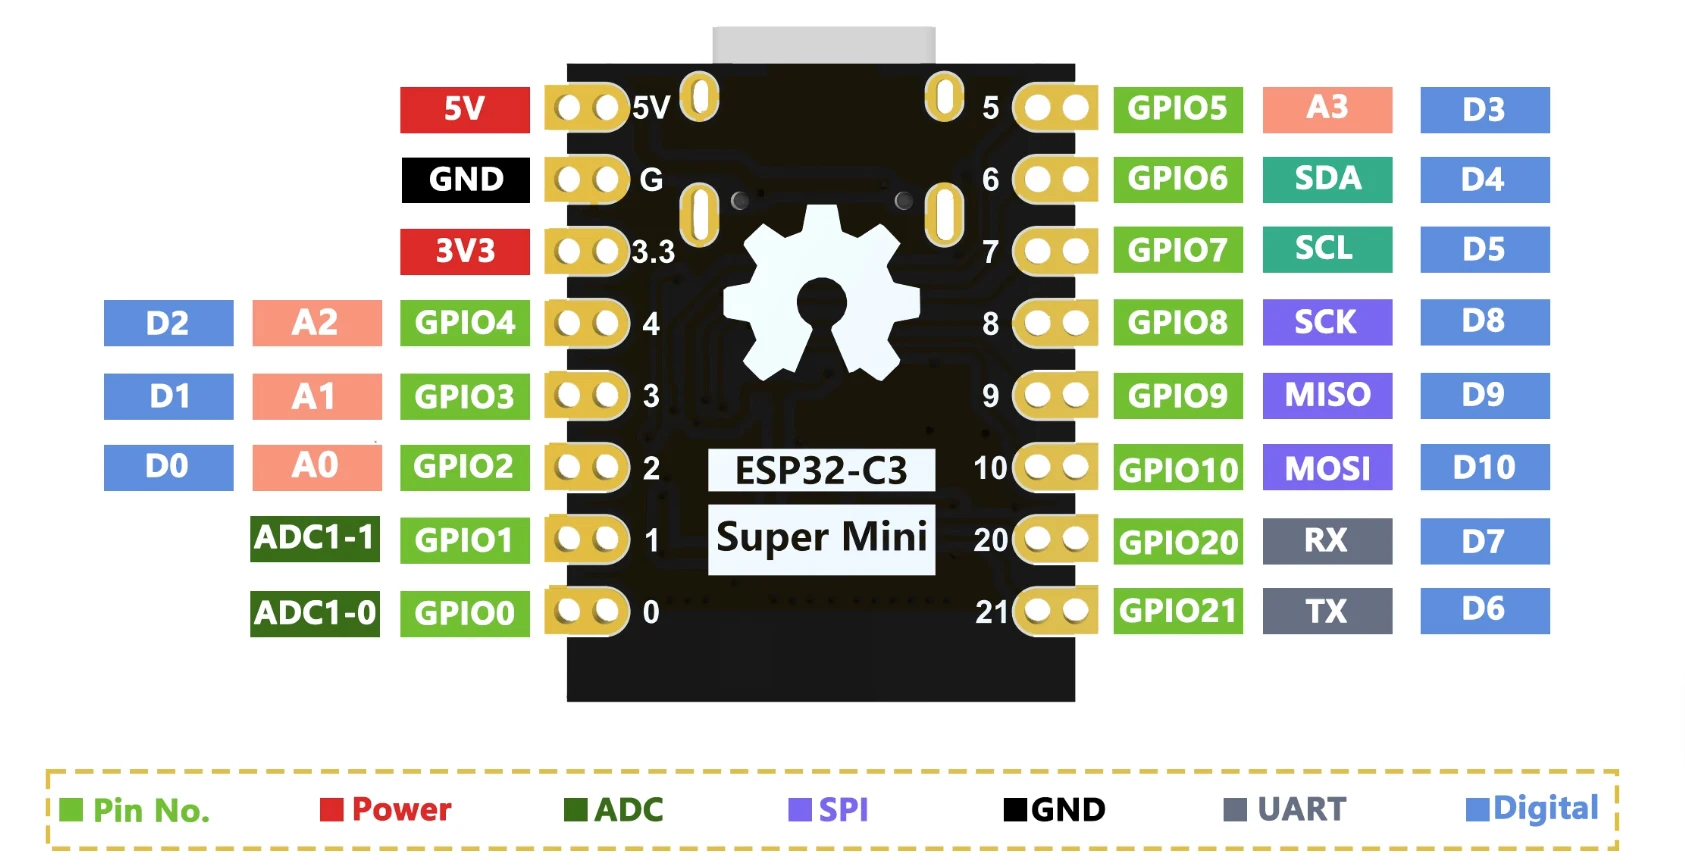 5V 5V 5 GPIO5 A3 D3
GND G 6 GPIO6 SDA D4
3V3 3.3 7 GPIO7 SCL D5
D2 A2 GPIO4 4 8 GPIO8 SCK D8
D1 A1 GPIO3 3 9 GPIO9 MISO D9
D0 A0 GPIO2 2 ESP32-C3 10 GPIO10 MOSI D10
ADC1-1 GPIO1 1 Super Mini 20 GPIO20 RX D7
ADC1-0 GPIO0 0 21 GPIO21 TX D6
Pin No. Power ADC SPI GND UART Digital